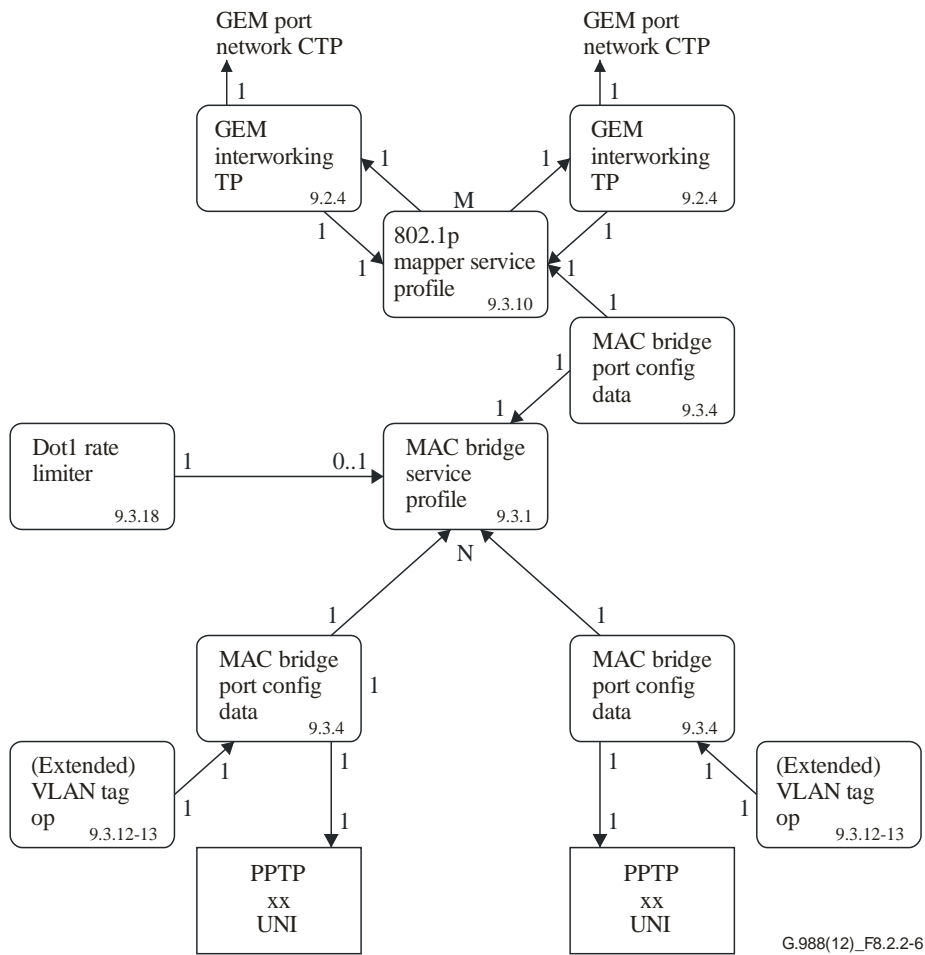 GEM port
network CTP
GEM port
network CTP
1
1
GEM
interworking
TP
9.2.4
GEM
interworking
TP
9.2.4
1
1
M
1
1
1
1
802.1p
mapper service
profile
9.3.10
1
MAC bridge
port config
data
9.3.4
1
1
Dot1 rate
limiter
9.3.18
1
0..1
MAC bridge
service
profile
9.3.1
N
1
1
MAC bridge
port config
data
9.3.4
1
MAC bridge
port config
data
9.3.4
(Extended)
VLAN tag
op
9.3.12-13
1
1
1
1
1
1
1
1
(Extended)
VLAN tag
op
9.3.12-13
PPTP
xx
UNI
PPTP
xx
UNI
G.988(12)_F8.2.2-6